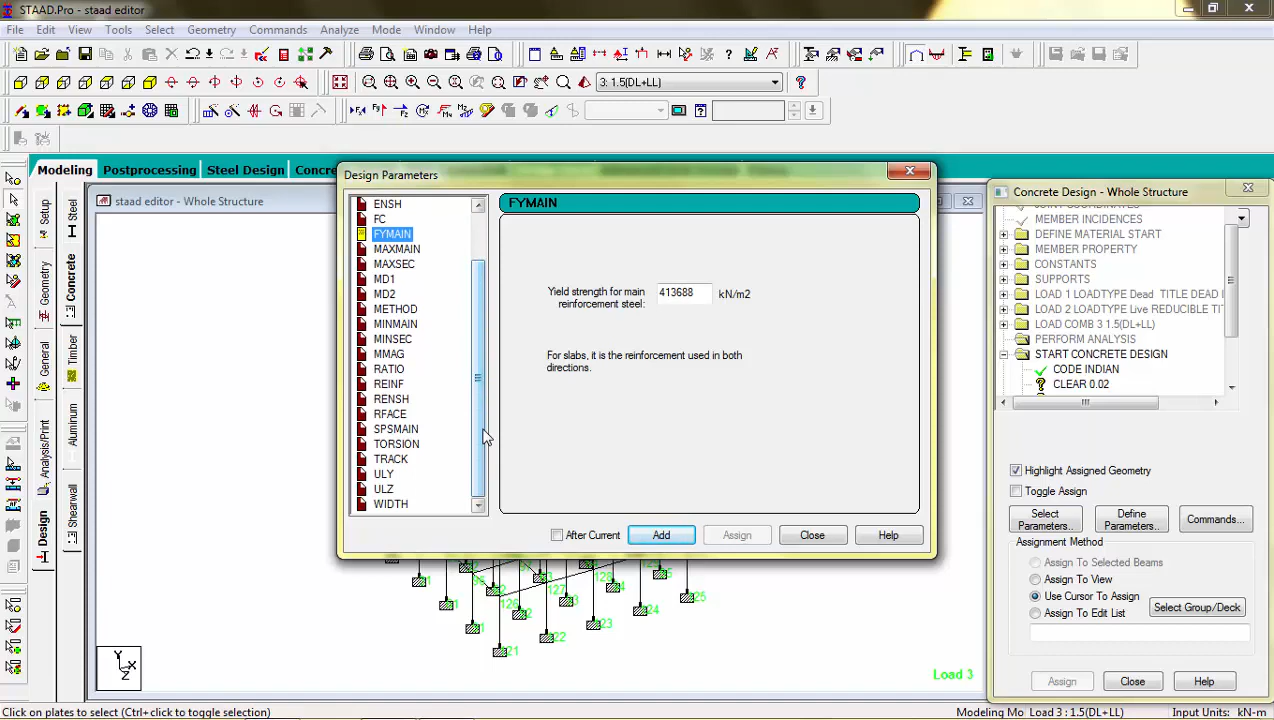 STAAD.Pro - staad editor
File Edit View Tools Select Geometry Commands Analyze Mode Window Help
3: 1.5(DL+LL)
Modeling Postprocessing Steel Design
staad editor - Whole Structure
Setup
Geometry
General
Analysis/Print
Design
Steel
Concrete
Timber
Aluminum
Shearwall
Design Parameters
ENSH
FC
FYMAIN
MAXMAIN
MAXSEC
MD1
MD2
METHOD
MINMAIN
MINSEC
MMAG
RATIO
REINF
RENSH
RFACE
SPSMAIN
TORSION
TRACK
ULY
ULZ
WIDTH
FYMAIN
Yield strength for main reinforcement steel: 413688 kN/m2
For slabs, it is the reinforcement used in both
directions.
After Current Add Assign Close Help
Concrete Design - Whole Structure
JOINT COORDINATES
MEMBER INCIDENCES
DEFINE MATERIAL START
MEMBER PROPERTY
CONSTANTS
SUPPORTS
LOAD 1 LOADTYPE Dead TITLE DEAD
LOAD 2 LOADTYPE Live REDUCIBLE TIT
LOAD COMB 3 1.5(DL+LL)
PERFORM ANALYSIS
START CONCRETE DESIGN
CODE INDIAN
CLEAR 0.02
Highlight Assigned Geometry
Toggle Assign
Select Parameters... Define Parameters... Commands...
Assignment Method
Assign To Selected Beams
Assign To View
Use Cursor To Assign
Assign To Edit List
Select Group/Deck
Assign Close Help
Load 3
Y
X
Z
Click on plates to select (Ctrl+click to toggle selection)
Modeling Mo Load 3 : 1.5(DL+LL) Input Units: kN-m